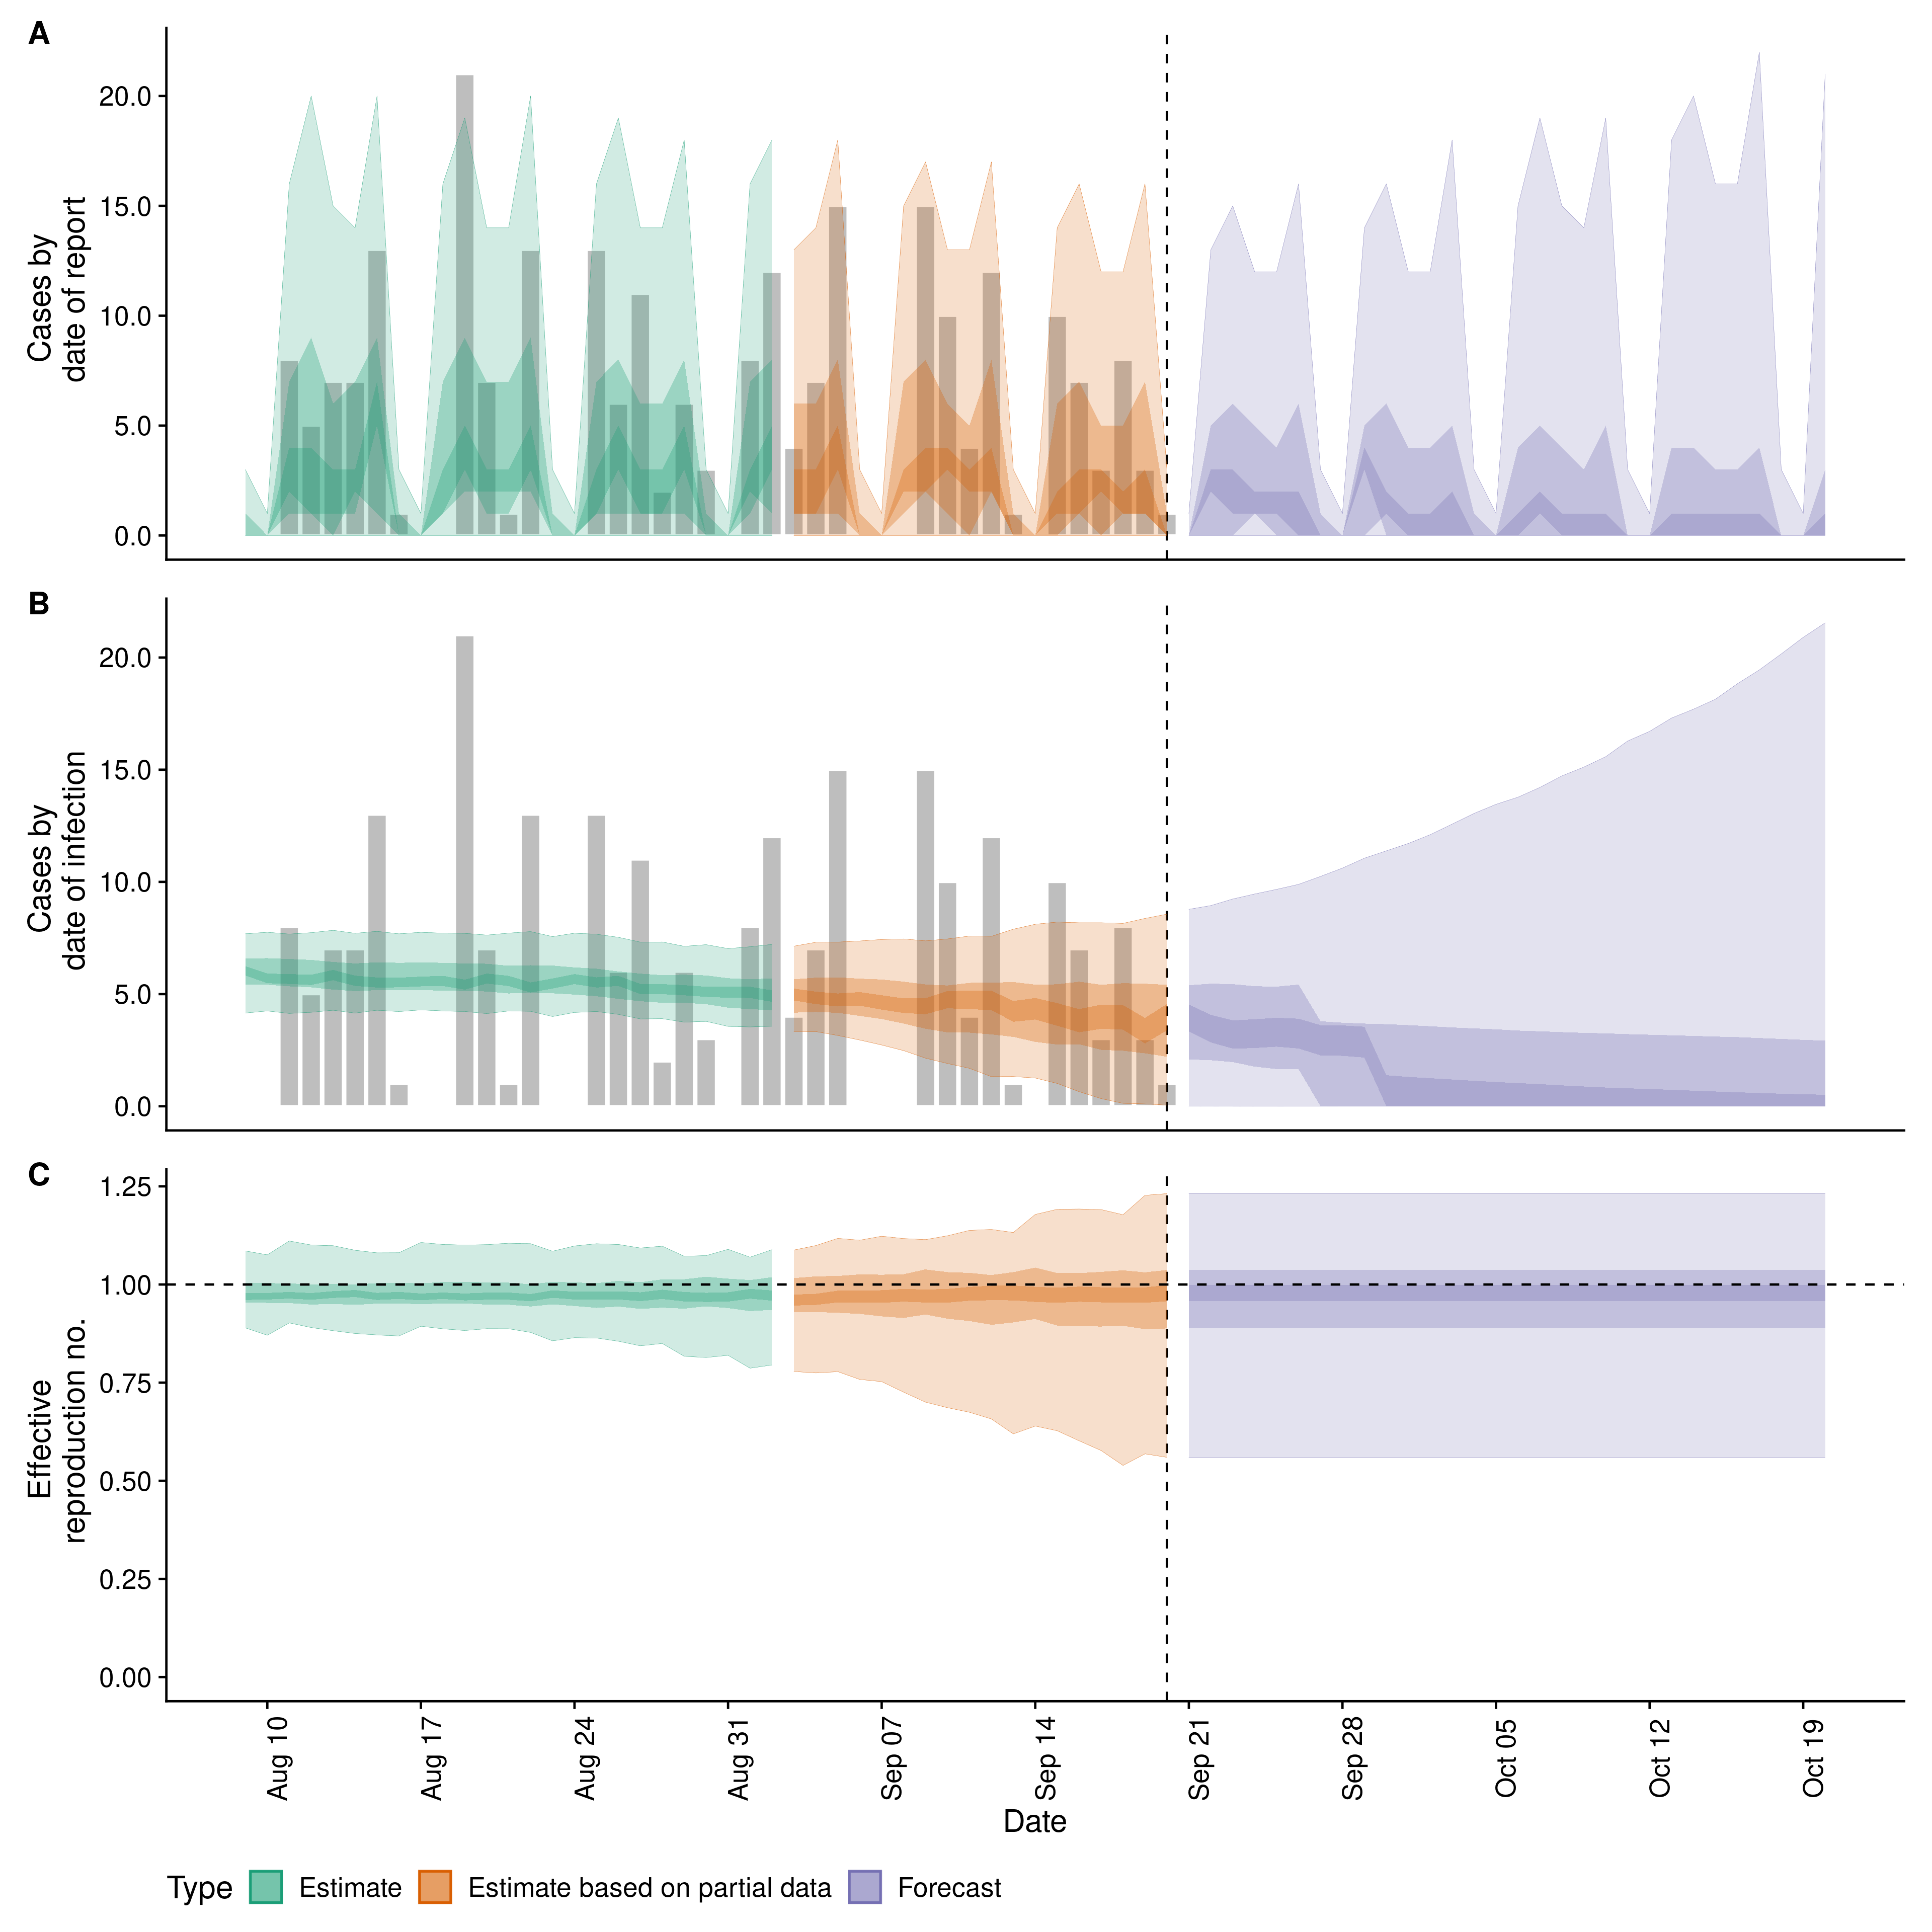 A
Cases by
date of report
20.0
15.0
10.0
5.0
0.0
B
Cases by
date of infection
20.0
15.0
10.0
5.0
0.0
C
Effective
reproduction no.
1.25
1.00
0.75
0.50
0.25
0.00
Aug 10
Aug 17
Aug 24
Aug 31
Sep 07
Sep 14
Sep 21
Sep 28
Oct 05
Oct 12
Oct 19
Date
Type Estimate Estimate based on partial data Forecast